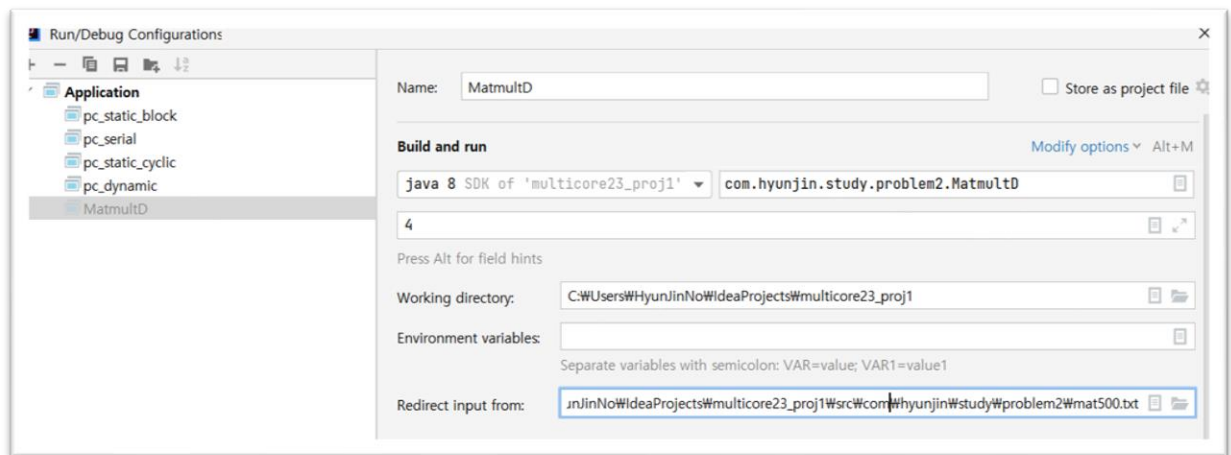 Run/Debug Configurations
Application
pc_static_block
pc_serial
pc_static_cyclic
pc_dynamic
MatmultD
Name: MatmultD Store as project file
Build and run Modify options Alt+M
java 8 SDK of 'multicore23_proj1' com.hyunjin.study.problem2.MatmultD
4
Press Alt for field hints
Working directory: C:₩Users₩HyunJinNo₩IdeaProjects₩multicore23_proj1
Environment variables:
Separate variables with semicolon: VAR=value; VAR1=value1
Redirect input from: unJinNo₩IdeaProjects₩multicore23_proj1₩src₩com₩hyunjin₩study₩problem2₩mat500.txt